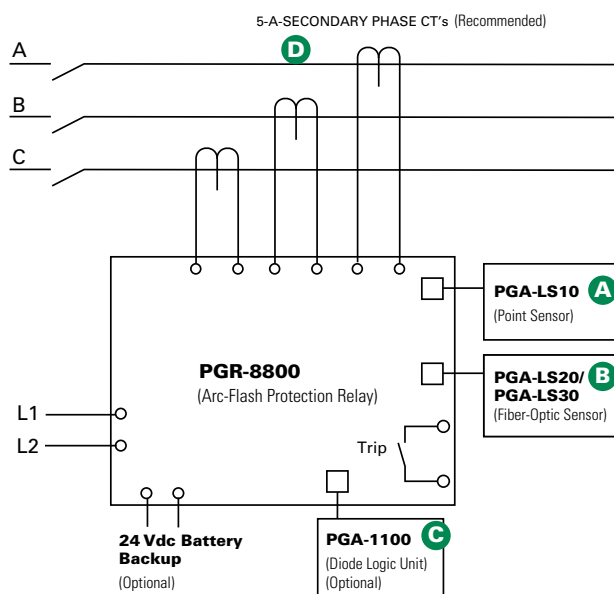 5-A-SECONDARY PHASE CT's (Recommended)
D
A
B
C
PGA-LS10 A
(Point Sensor)
PGR-8800
(Arc-Flash Protection Relay)
PGA-LS20/ B
PGA-LS30
(Fiber-Optic Sensor)
L1
L2
Trip
24 Vdc Battery
Backup
(Optional)
PGA-1100 C
(Diode Logic Unit)
(Optional)